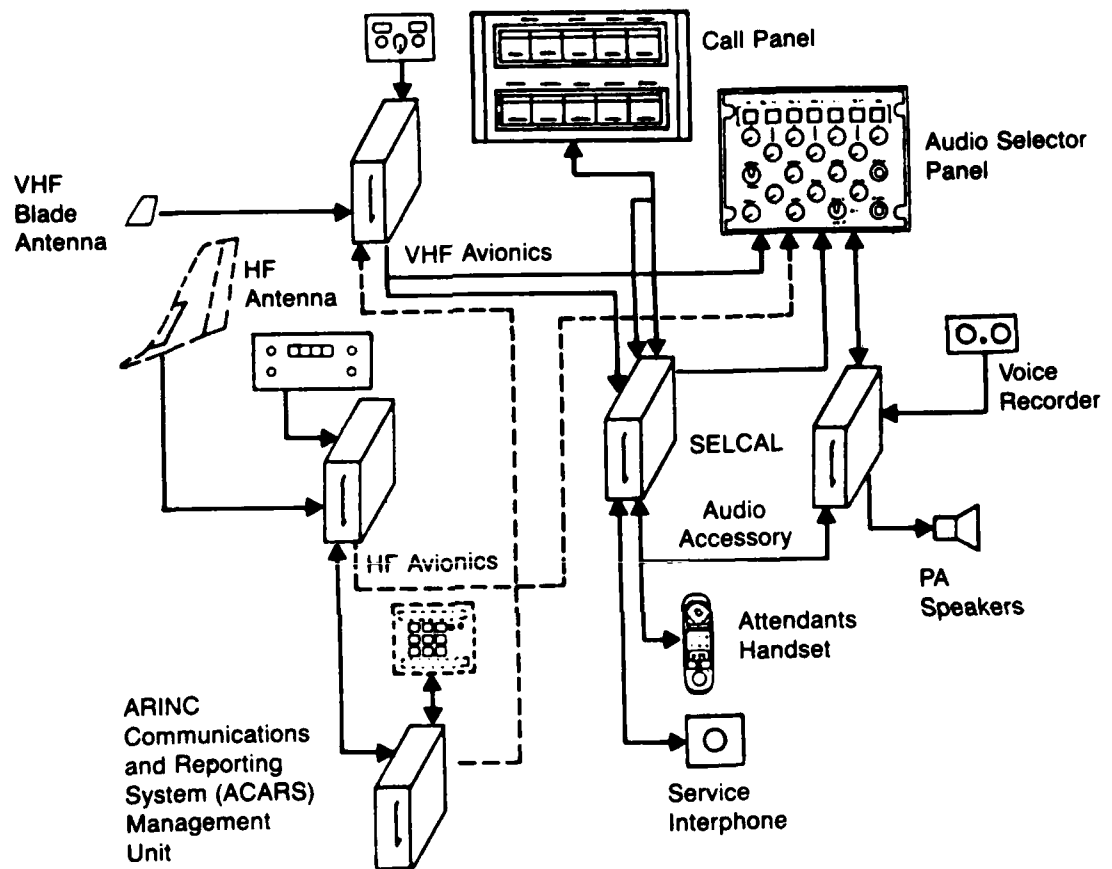 Call Panel
Audio Selector
Panel
VHF
Blade
Antenna
VHF Avionics
HF
Antenna
Voice
Recorder
SELCAL
Audio
Accessory
HF Avionics
PA
Speakers
Attendants
Handset
ARINC
Communications
and Reporting
System (ACARS)
Management
Unit
Service
Interphone